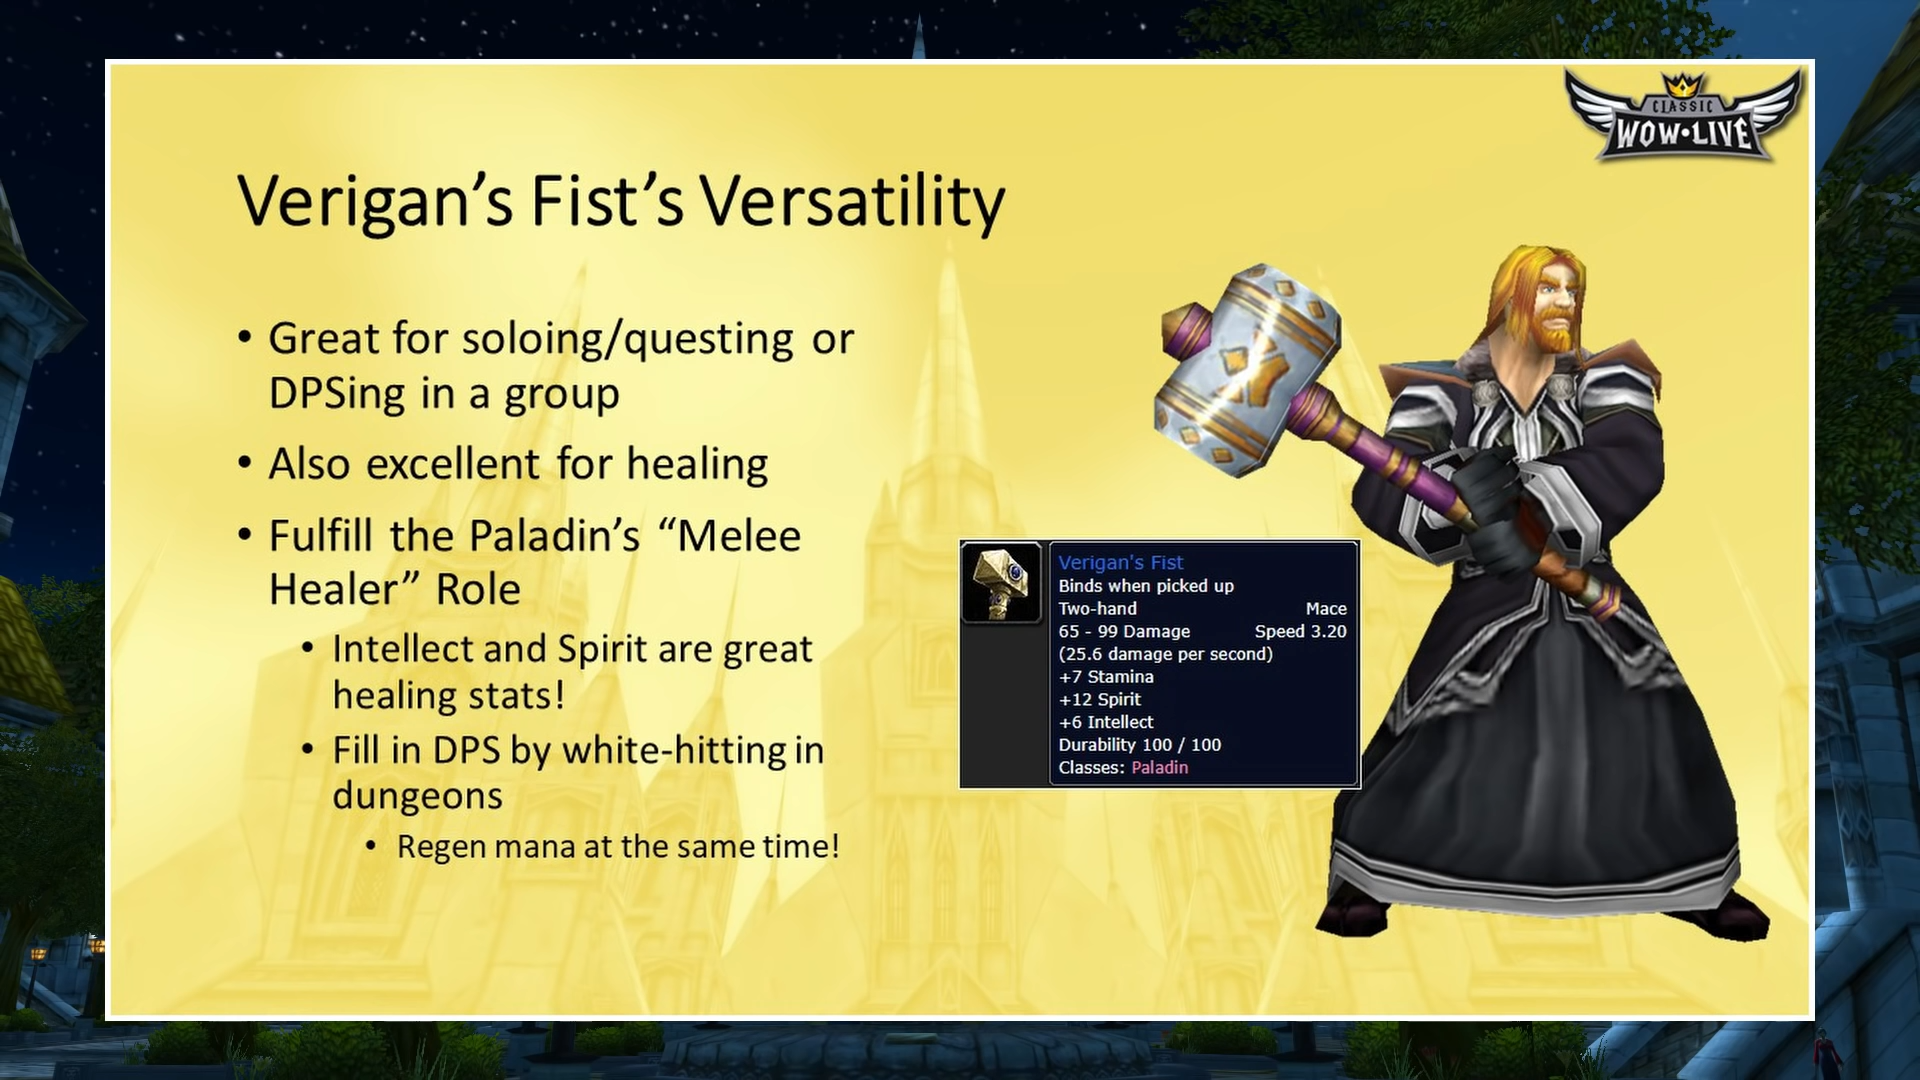 CLASSIC
WOW•LIVE
Verigan’s Fist’s Versatility
• Great for soloing/questing or
DPSing in a group
• Also excellent for healing
• Fulfill the Paladin’s “Melee
Healer” Role
• Intellect and Spirit are great
healing stats!
• Fill in DPS by white-hitting in
dungeons
• Regen mana at the same time!
Verigan's Fist
Binds when picked up
Two-hand Mace
65 - 99 Damage Speed 3.20
(25.6 damage per second)
+7 Stamina
+12 Spirit
+6 Intellect
Durability 100 / 100
Classes: Paladin